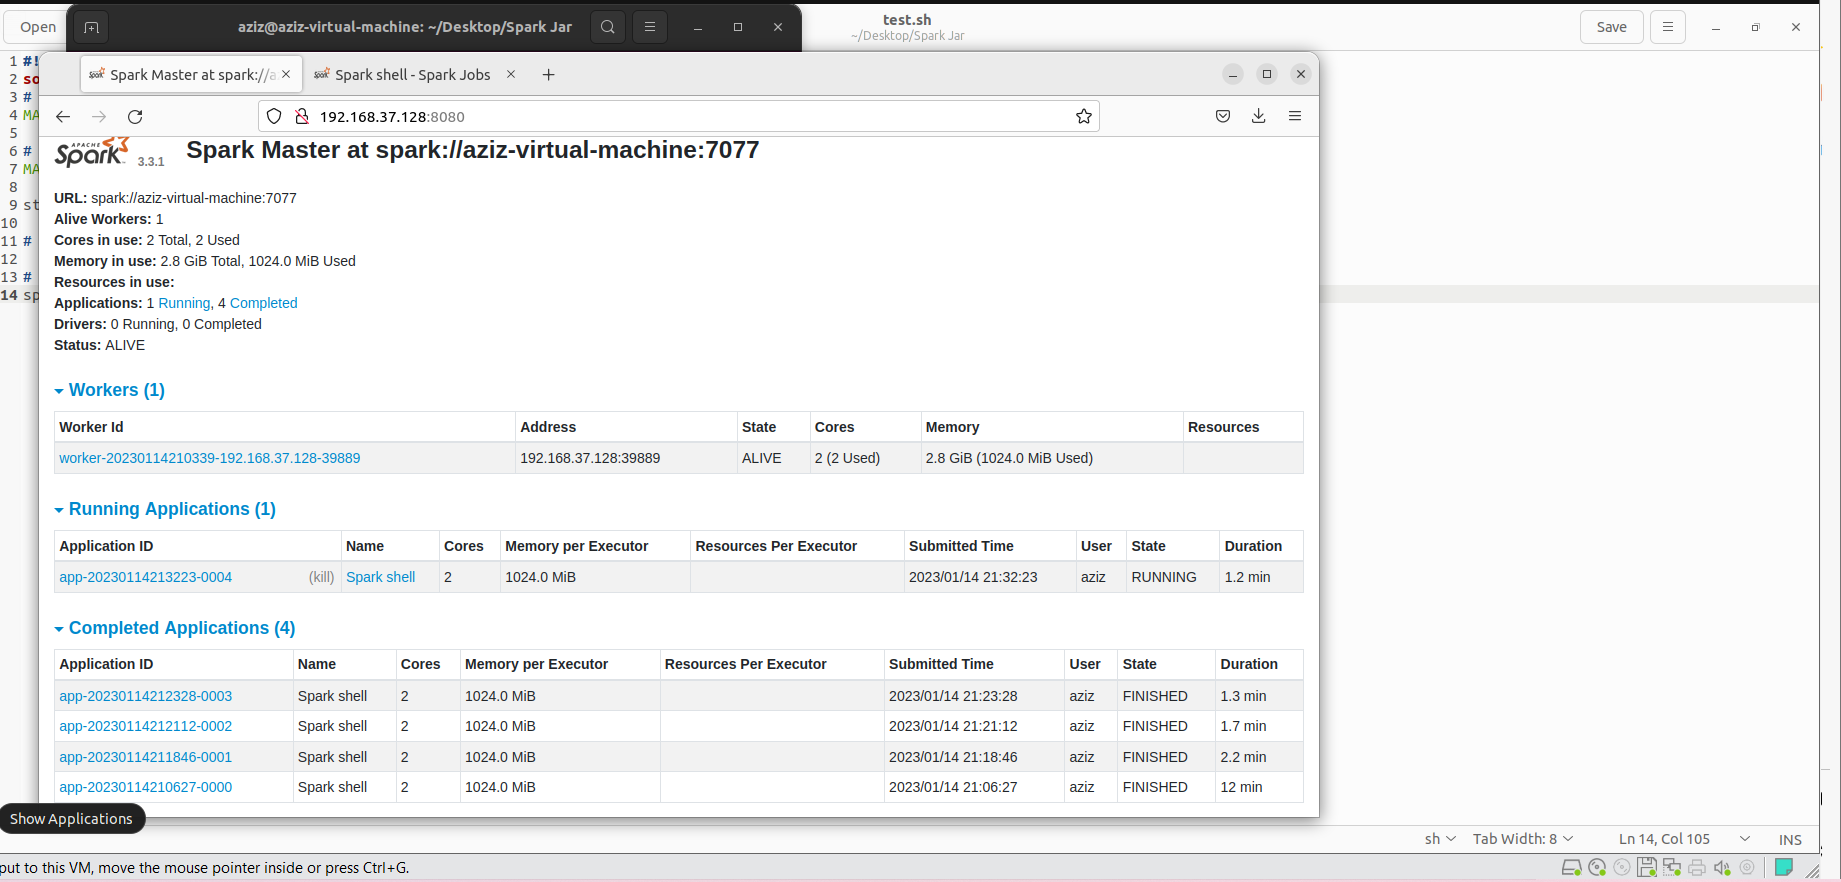 Open
aziz@aziz-virtual-machine: ~/Desktop/Spark Jar
test.sh
~/Desktop/Spark Jar
Save
1 #!
2 so
3 #
4 MA
5
6 #
7 MA
8
9 st
10
11 #
12
13 #
14 sp
Spark Master at spark://a
Spark shell - Spark Jobs
192.168.37.128:8080
APACHE Spark 3.3.1
Spark Master at spark://aziz-virtual-machine:7077
URL: spark://aziz-virtual-machine:7077
Alive Workers: 1
Cores in use: 2 Total, 2 Used
Memory in use: 2.8 GiB Total, 1024.0 MiB Used
Resources in use:
Applications: 1 Running, 4 Completed
Drivers: 0 Running, 0 Completed
Status: ALIVE
Workers (1)
Worker Id Address State Cores Memory Resources
worker-20230114210339-192.168.37.128-39889 192.168.37.128:39889 ALIVE 2 (2 Used) 2.8 GiB (1024.0 MiB Used)
Running Applications (1)
Application ID Name Cores Memory per Executor Resources Per Executor Submitted Time User State Duration
app-20230114213223-0004 (kill) Spark shell 2 1024.0 MiB 2023/01/14 21:32:23 aziz RUNNING 1.2 min
Completed Applications (4)
Application ID Name Cores Memory per Executor Resources Per Executor Submitted Time User State Duration
app-20230114212328-0003 Spark shell 2 1024.0 MiB 2023/01/14 21:23:28 aziz FINISHED 1.3 min
app-20230114212112-0002 Spark shell 2 1024.0 MiB 2023/01/14 21:21:12 aziz FINISHED 1.7 min
app-20230114211846-0001 Spark shell 2 1024.0 MiB 2023/01/14 21:18:46 aziz FINISHED 2.2 min
app-20230114210627-0000 Spark shell 2 1024.0 MiB 2023/01/14 21:06:27 aziz FINISHED 12 min
Show Applications
sh Tab Width: 8 Ln 14, Col 105 INS
put to this VM, move the mouse pointer inside or press Ctrl+G.